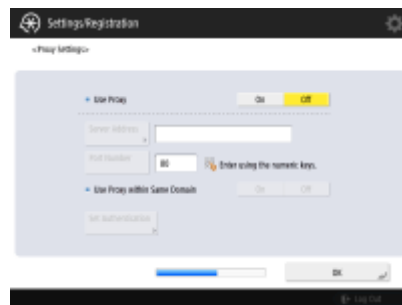 Settings/Registration
<Proxy Settings>
Use Proxy
On Off
Server Address
Port Number
80
Enter using the numeric keys.
Use Proxy within Same Domain
On Off
Set Authentication
OK
Log Out